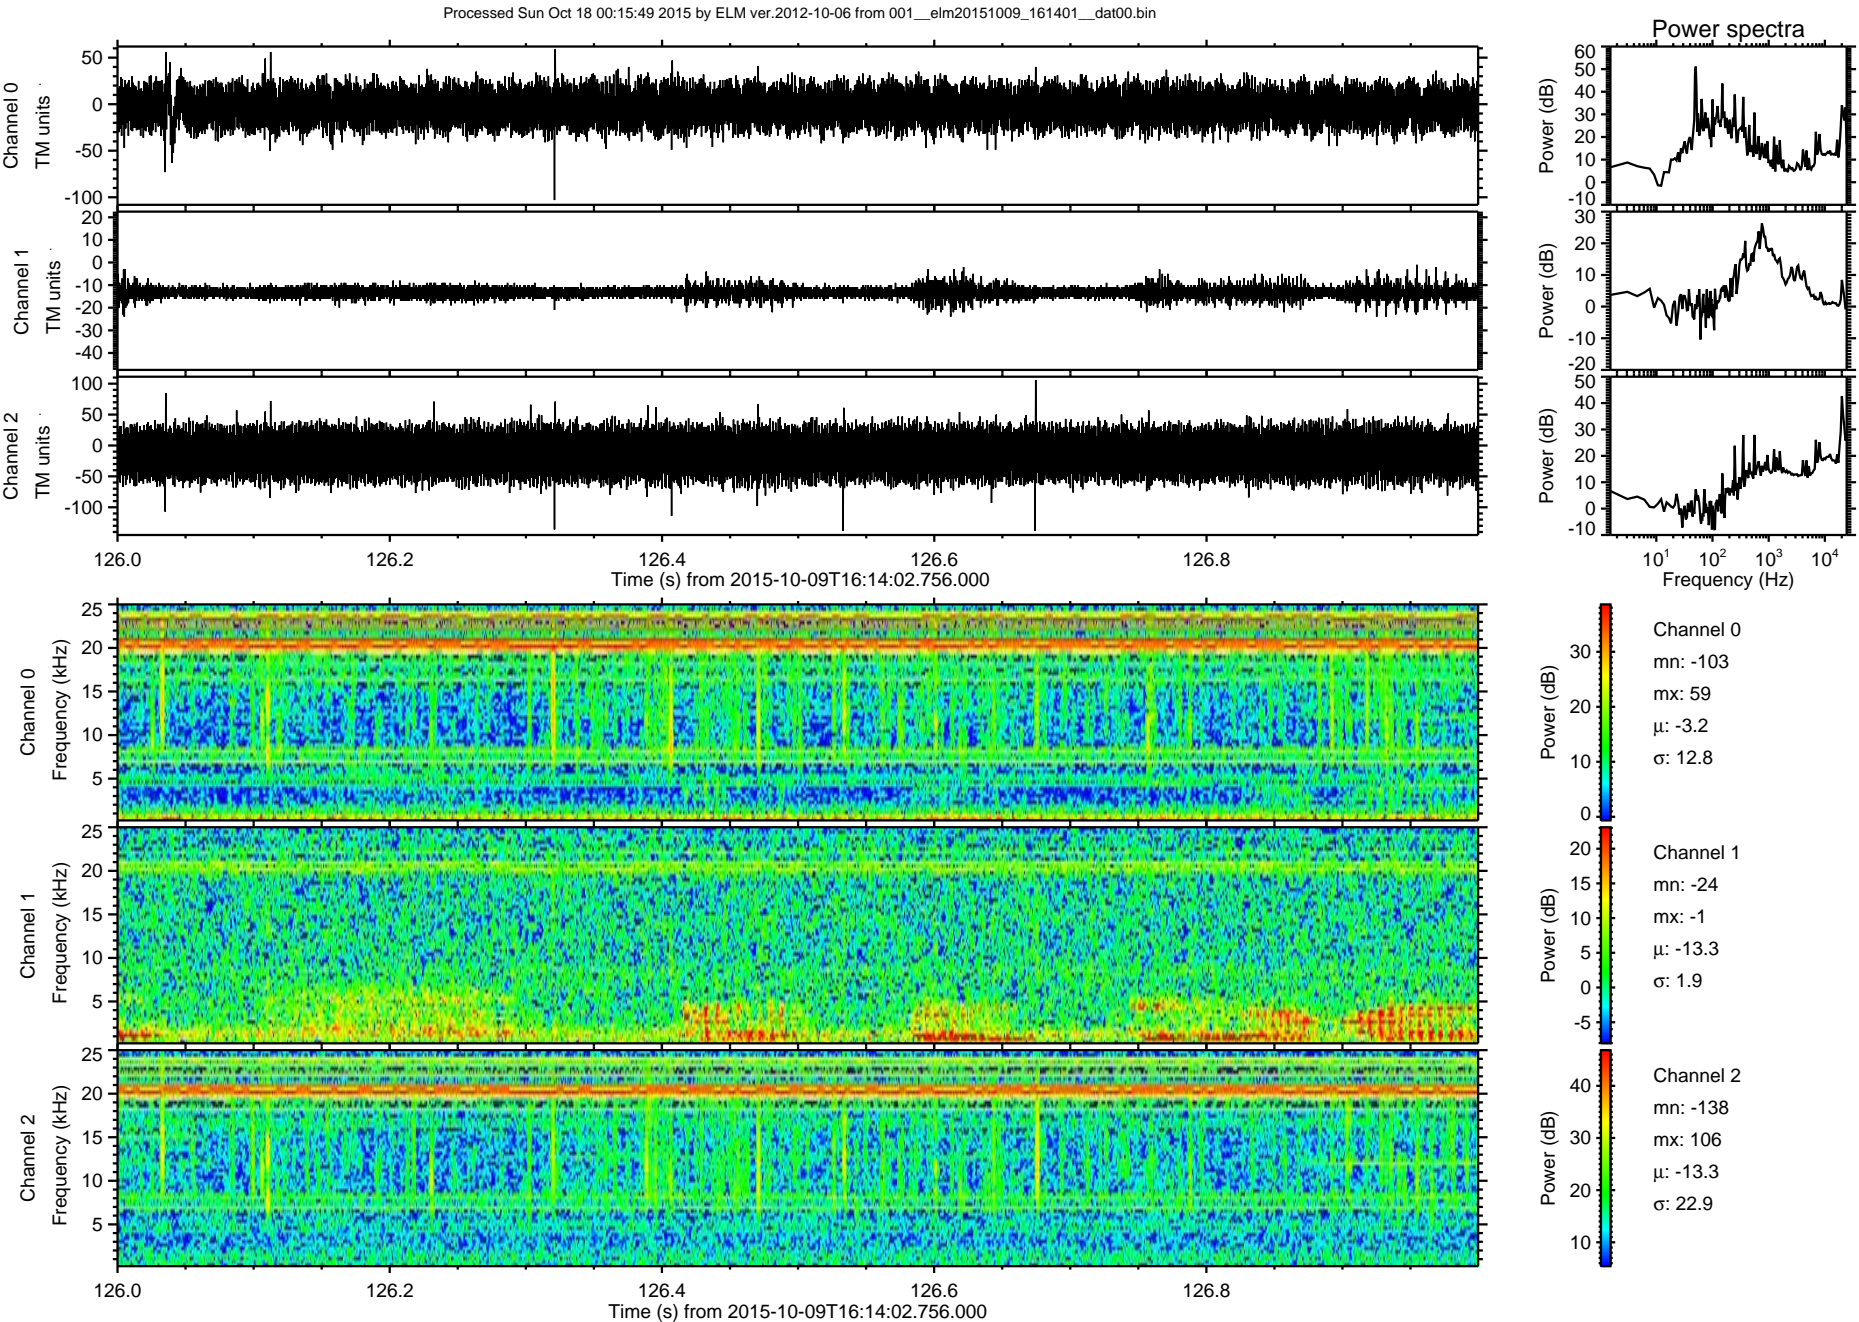 Processed Sun Oct 18 00:15:49 2015 by ELM ver.2012-10-06 from 001__elm20151009_161401__dat00.bin
Power spectra
Channel 0
TM units
50
0
-50
-100
Power (dB)
60
50
40
30
20
10
0
-10
Channel 1
TM units
20
10
0
-10
-20
-30
-40
Power (dB)
30
20
10
0
-10
-20
Channel 2
TM units
100
50
0
-50
-100
Power (dB)
50
40
30
20
10
0
-10
126.0 126.2 126.4 126.6 126.8
Time (s) from 2015-10-09T16:14:02.756.000
10¹ 10² 10³ 10⁴
Frequency (Hz)
Channel 0
Frequency (kHz)
25
20
15
10
5
Power (dB)
30
20
10
0
Channel 0
mn: -103
mx: 59
μ: -3.2
σ: 12.8
Channel 1
Frequency (kHz)
25
20
15
10
5
Power (dB)
20
15
10
5
0
-5
Channel 1
mn: -24
mx: -1
μ: -13.3
σ: 1.9
Channel 2
Frequency (kHz)
25
20
15
10
5
Power (dB)
40
30
20
10
Channel 2
mn: -138
mx: 106
μ: -13.3
σ: 22.9
126.0 126.2 126.4 126.6 126.8
Time (s) from 2015-10-09T16:14:02.756.000